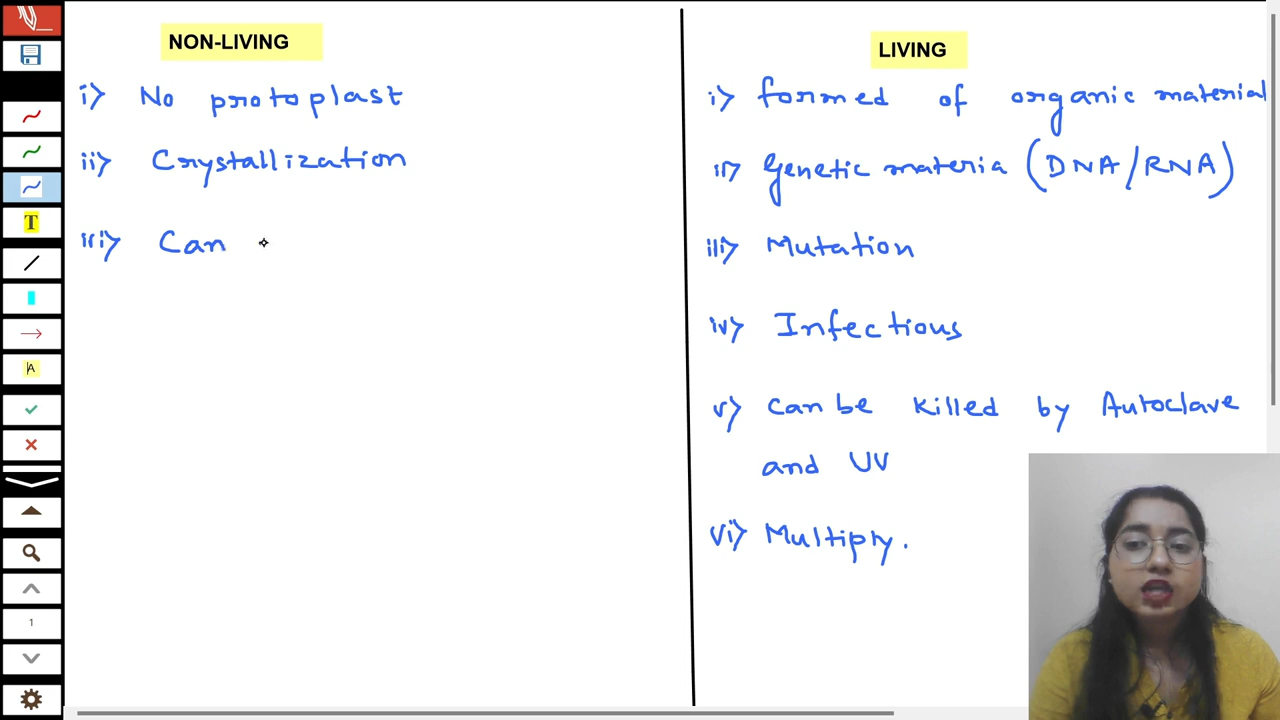 NON-LIVING
i) No protoplast
ii) Crystallization
iii) Can
LIVING
i) formed of organic material
ii) Genetic materia (DNA/RNA)
iii) Mutation
iv) Infectious
v) can be killed by Autoclave
and UV
vi) Multiply.
T
A
1